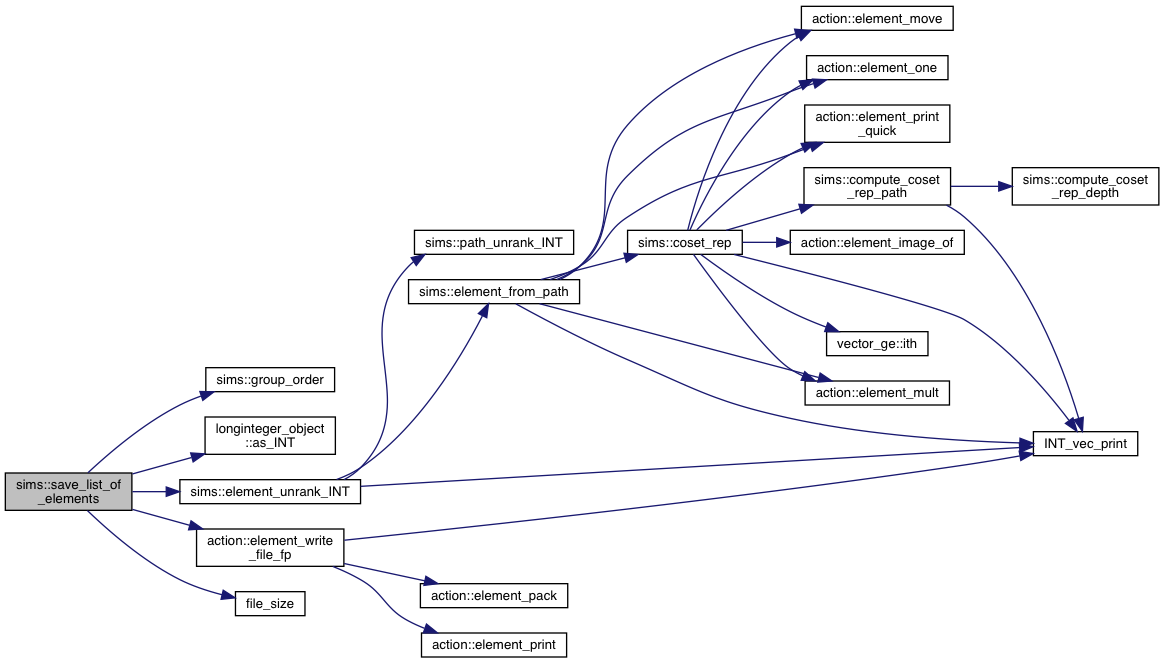 sims::save_list_of
_elements
sims::group_order
longinteger_object
::as_INT
sims::element_unrank_INT
action::element_write
_file_fp
file_size
sims::path_unrank_INT
sims::element_from_path
action::element_pack
action::element_print
sims::coset_rep
action::element_move
action::element_one
action::element_print
_quick
sims::compute_coset
_rep_path
action::element_image_of
vector_ge::ith
action::element_mult
sims::compute_coset
_rep_depth
INT_vec_print